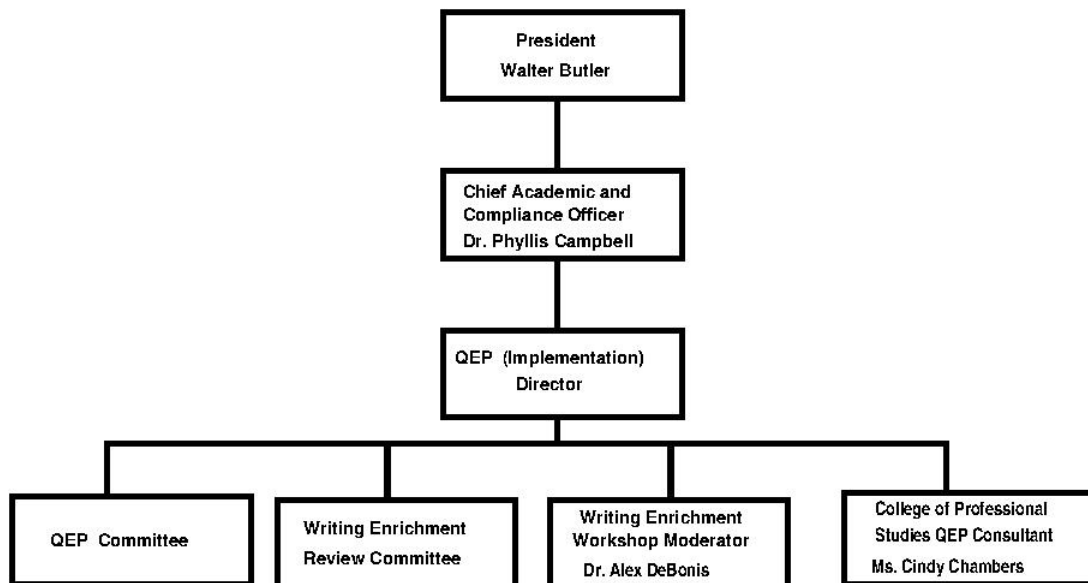 President
Walter Butler
Chief Academic and
Compliance Officer
Dr. Phyllis Campbell
QEP (Implementation)
Director
QEP Committee
Writing Enrichment
Review Committee
Writing Enrichment
Workshop Moderator
Dr. Alex DeBonis
College of Professional
Studies QEP Consultant
Ms. Cindy Chambers